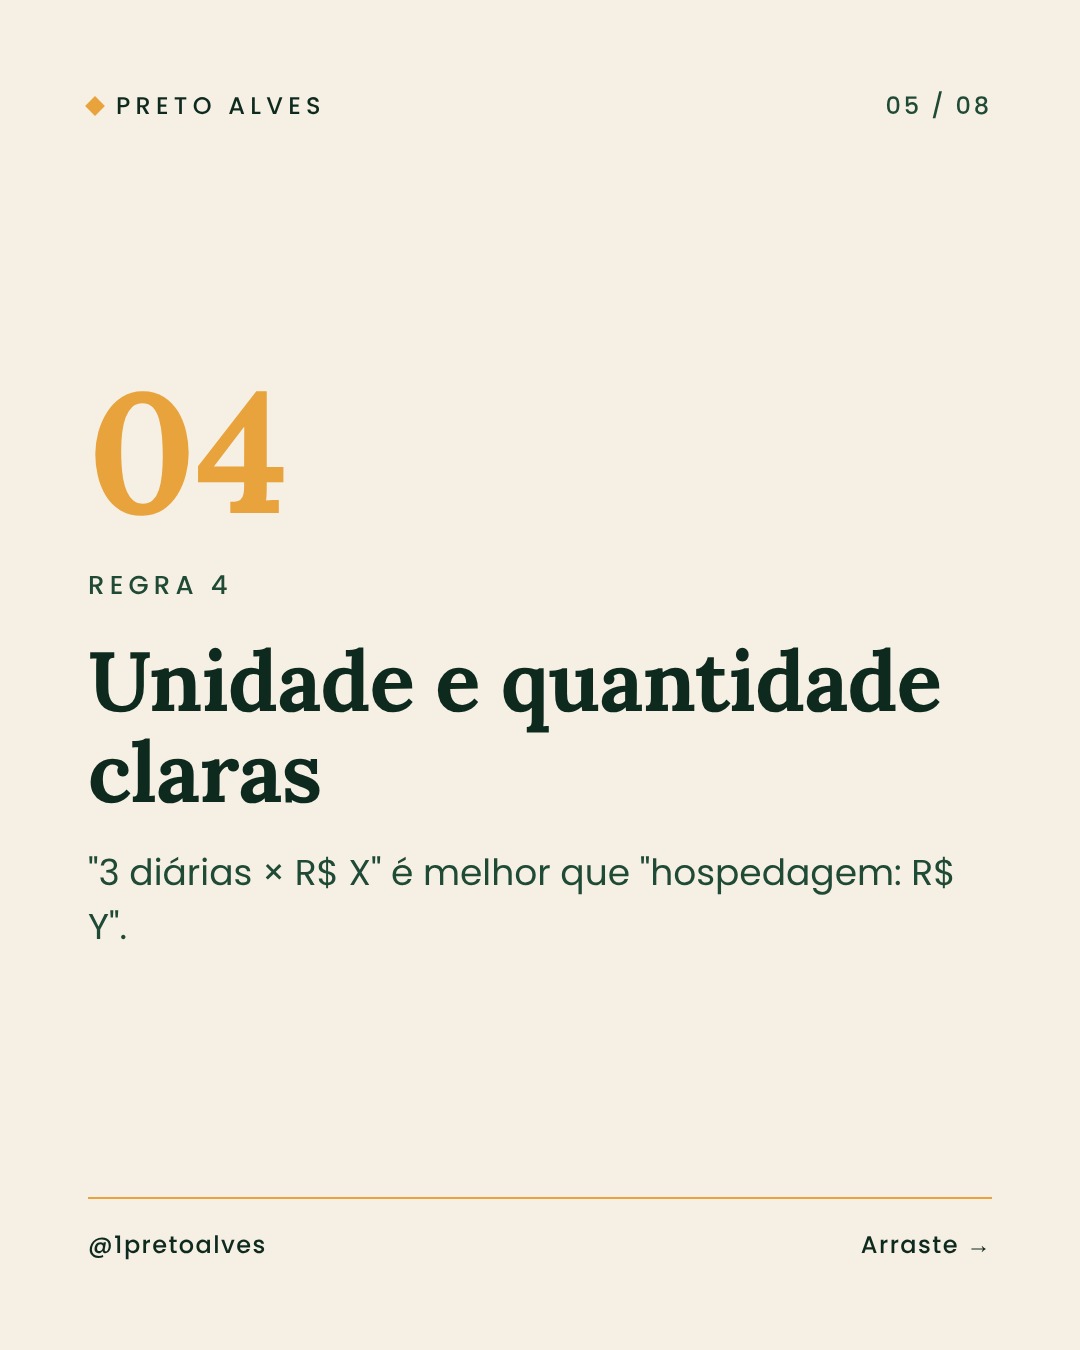 PRETO ALVES
05 / 08
04
REGRA 4
Unidade e quantidade
claras
"3 diárias × R$ X" é melhor que "hospedagem: R$
Y".
@1pretoalves
Arraste →